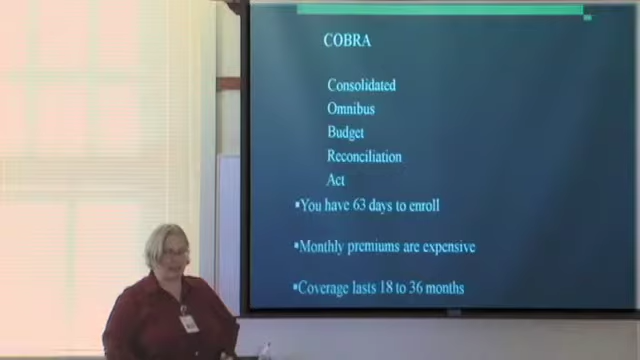 COBRA
Consolidated
Omnibus
Budget
Reconciliation
Act
▪You have 63 days to enroll
▪Monthly premiums are expensive
▪Coverage lasts 18 to 36 months